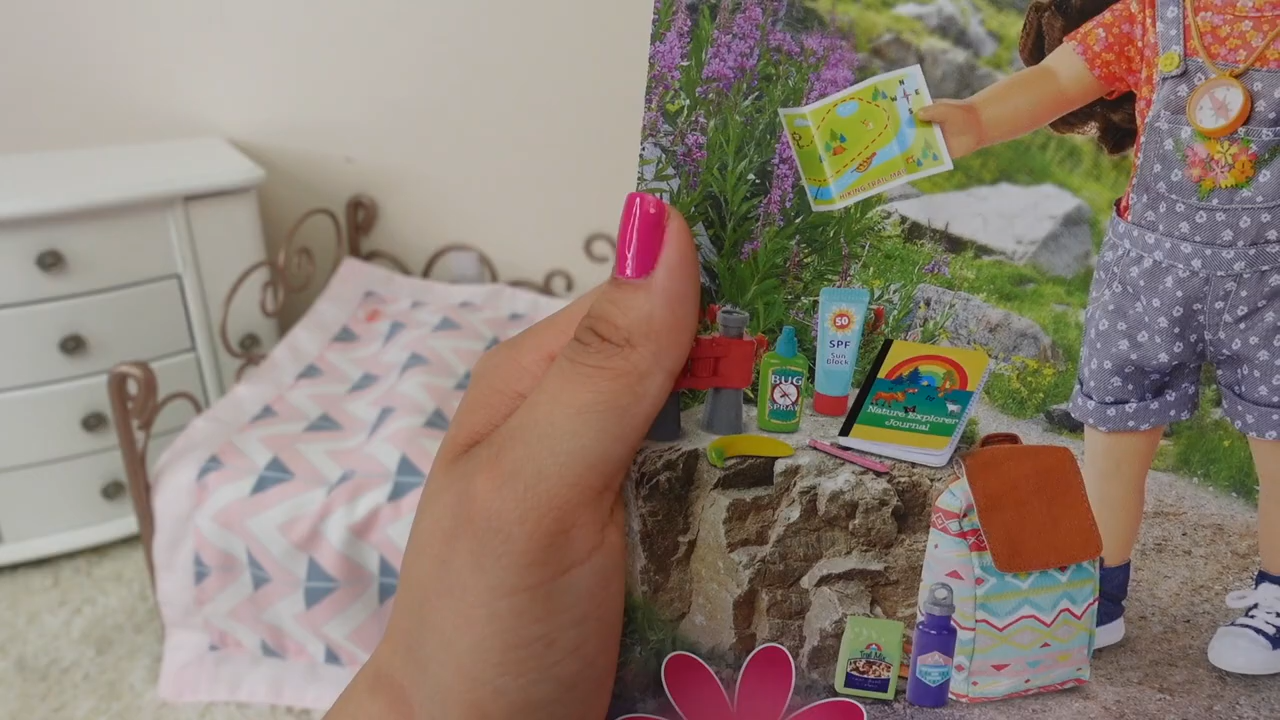 N
W E
S
HIKING TRAIL MAP
50
SPF
Sun
Block
BUG
SPRAY
Nature Explorer
Journal
Trail Mix